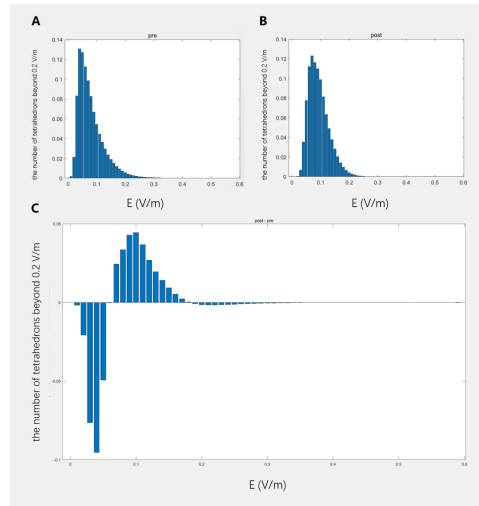 A
pre
0.14
0.12
0.1
0.08
0.06
0.04
0.02
0
0 0.1 0.2 0.3 0.4 0.5 0.6
the number of tetrahedrons beyond 0.2 V/m
E (V/m)
B
post
0.14
0.12
0.1
0.08
0.06
0.04
0.02
0
0 0.1 0.2 0.3 0.4 0.5 0.6
the number of tetrahedrons beyond 0.2 V/m
E (V/m)
C
post - pre
0.05
0
-0.05
-0.1
0 0.1 0.2 0.3 0.4 0.5 0.6
the number of tetrahedrons beyond 0.2 V/m
E (V/m)